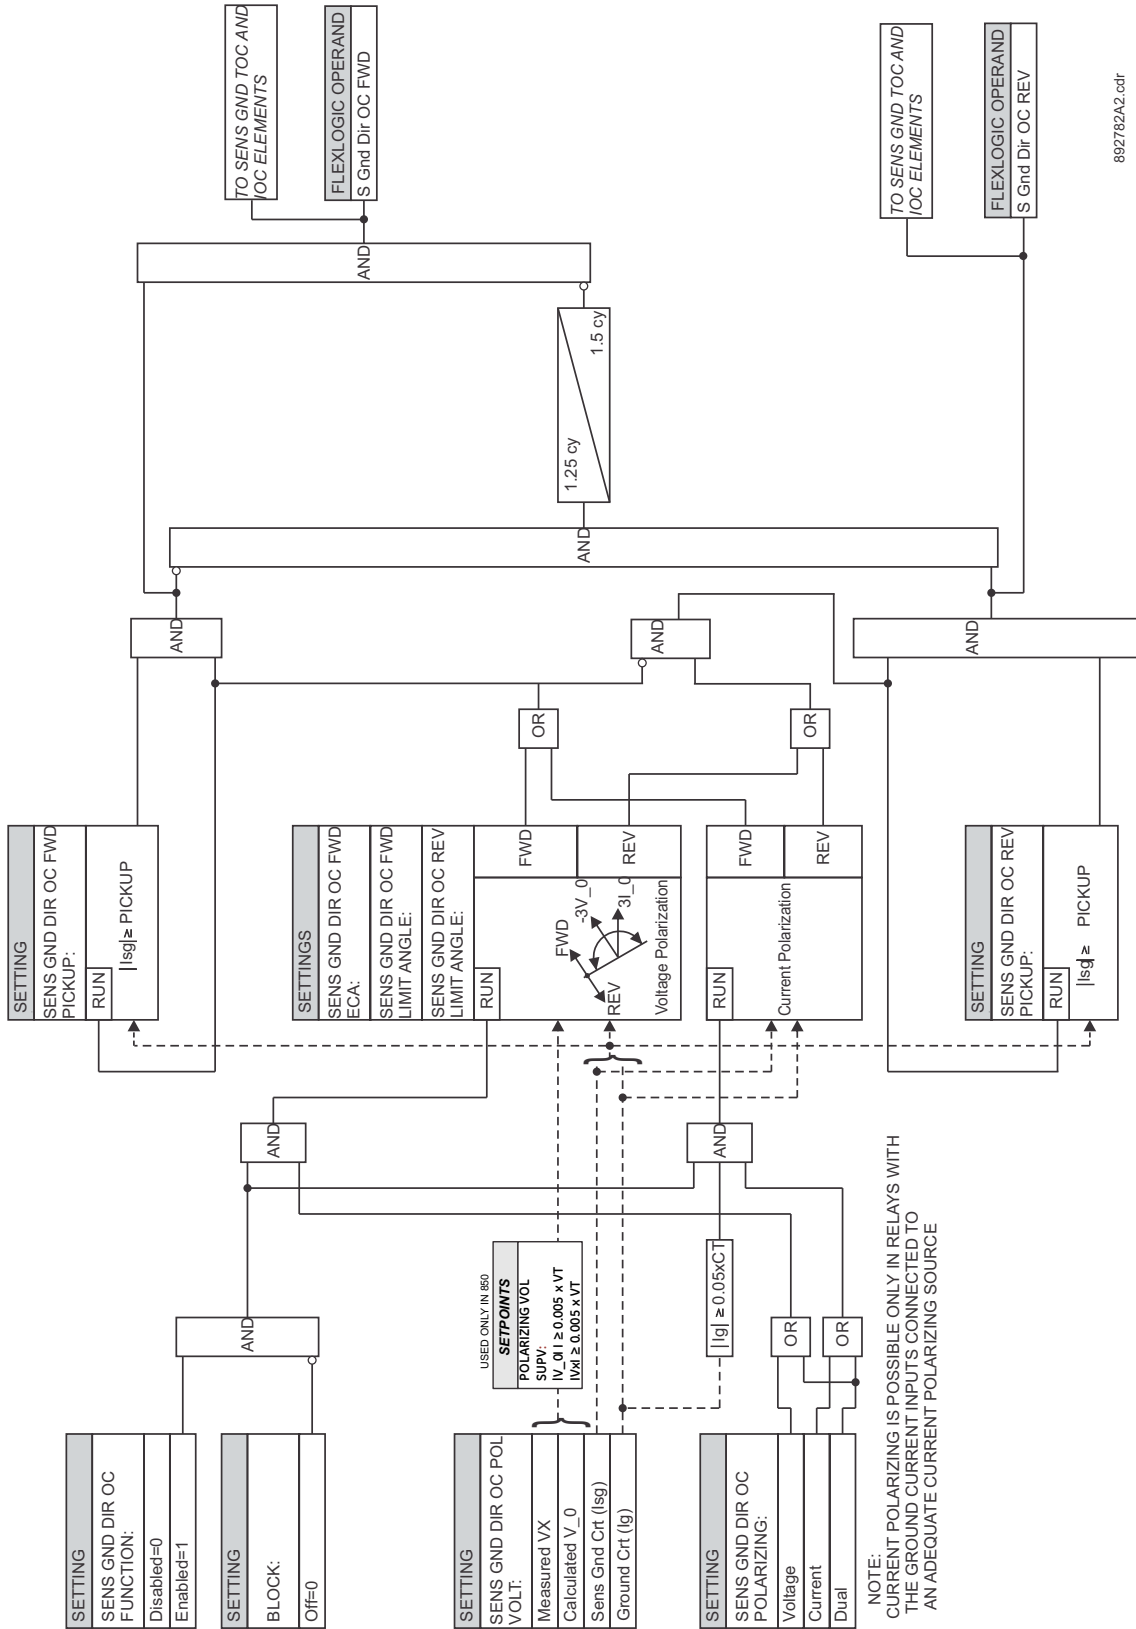 SETTING
SENS GND DIR OC
FUNCTION:
Disabled=0
Enabled=1
SETTING
BLOCK:
Off=0
AND
SETTING
SENS GND DIR OC POL
VOLT:
Measured VX
Calculated V_0
Sens Gnd Crt (Isg)
Ground Crt (Ig)
USED ONLY IN 850
SETPOINTS
POLARIZING VOL
SUPV:
IV_0I I ≥ 0.005 x VT
IVxI ≥ 0.005 x VT
SETTING
SENS GND DIR OC
POLARIZING:
Voltage
Current
Dual
OR
OR
|Ig| ≥ 0.05xCT
NOTE:
CURRENT POLARIZING IS POSSIBLE ONLY IN RELAYS WITH
THE GROUND CURRENT INPUTS CONNECTED TO
AN ADEQUATE CURRENT POLARIZING SOURCE
AND
AND
SETTING
SENS GND DIR OC FWD
PICKUP:
RUN
|Isg| ≥ PICKUP
SETTINGS
SENS GND DIR OC FWD
ECA:
SENS GND DIR OC FWD
LIMIT ANGLE:
SENS GND DIR OC REV
LIMIT ANGLE:
RUN
FWD
REV
FWD
-3V_0
3I_0
REV
Voltage Polarization
RUN
Current Polarization
FWD
REV
SETTING
SENS GND DIR OC REV
PICKUP:
RUN
|Isg| ≥ PICKUP
OR
OR
AND
AND
AND
AND
1.25 cy
1.5 cy
AND
TO SENS GND TOC AND
IOC ELEMENTS
FLEXLOGIC OPERAND
S Gnd Dir OC FWD
TO SENS GND TOC AND
IOC ELEMENTS
FLEXLOGIC OPERAND
S Gnd Dir OC REV
892782A2.cdr